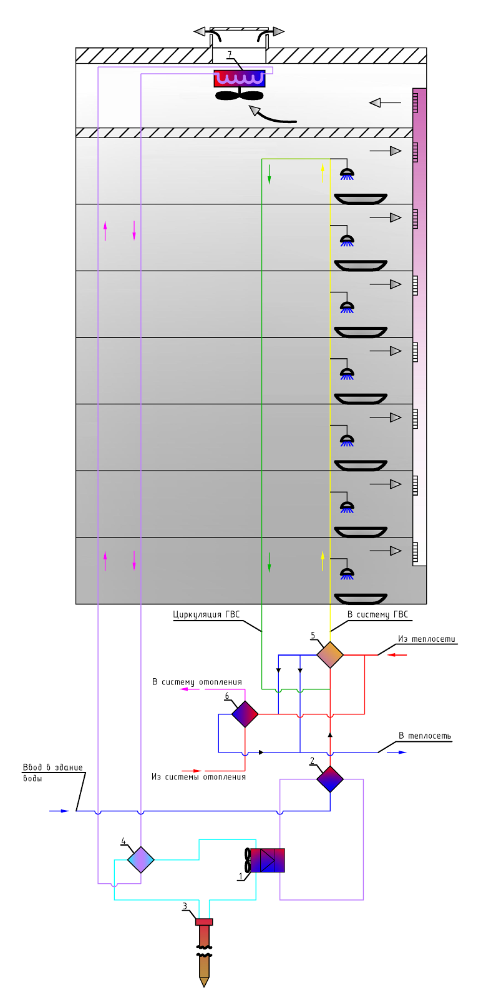 7
Циркуляция ГВС
В систему ГВС
5
Из теплосети
В систему отопления
6
В теплосеть
2
Ввод в здание
воды
Из системы отопления
4
1
3